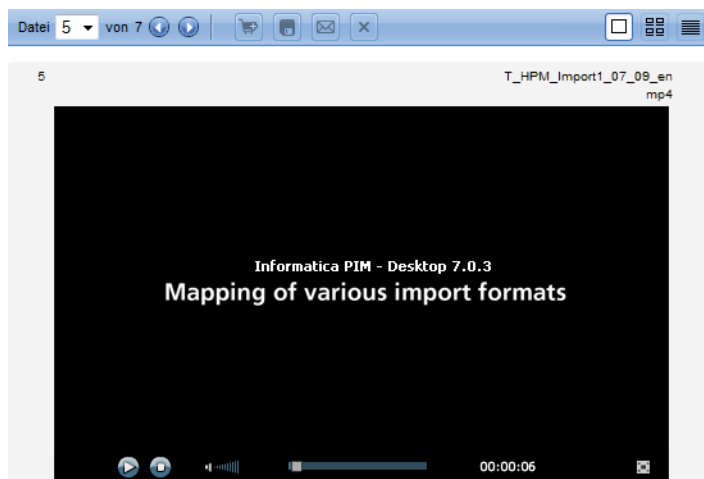 Datei 5 von 7
5
T_HPM_Import1_07_09_en
mp4
Informatica PIM - Desktop 7.0.3
Mapping of various import formats
00:00:06